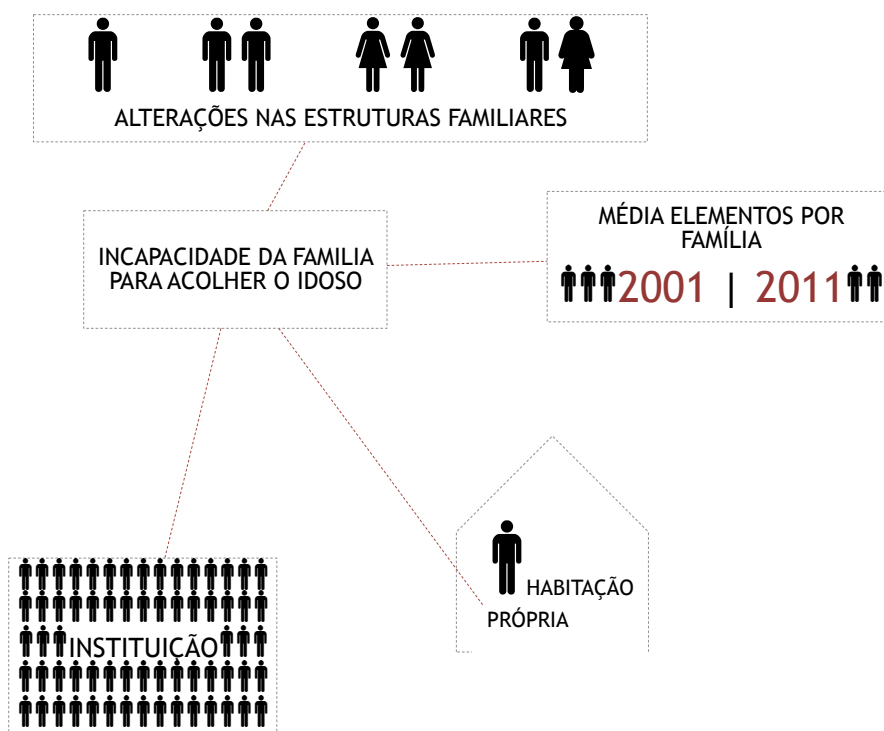 ALTERAÇÕES NAS ESTRUTURAS FAMILIARES
INCAPACIDADE DA FAMILIA
PARA ACOLHER O IDOSO
MÉDIA ELEMENTOS POR
FAMÍLIA
2001 | 2011
HABITAÇÃO
PRÓPRIA
INSTITUIÇÃO